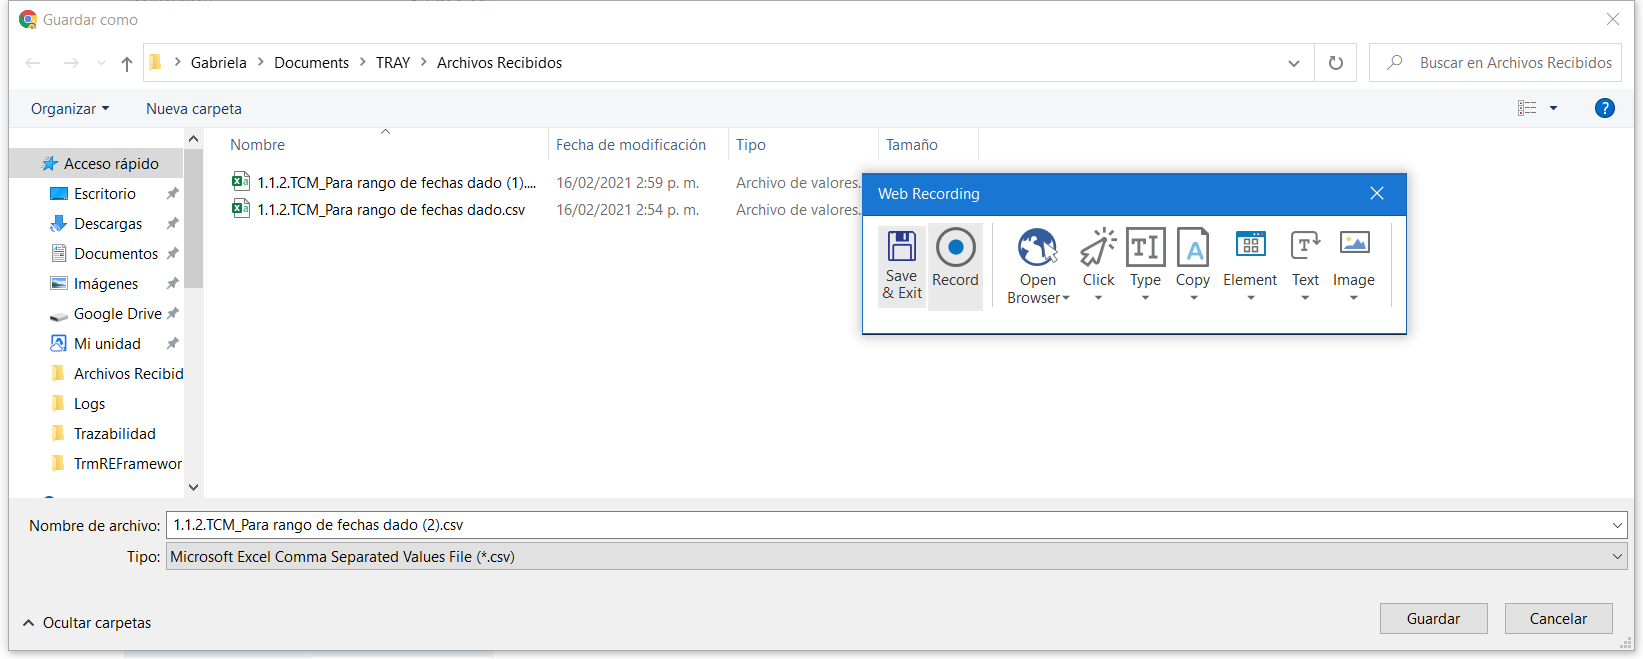 Guardar como
Gabriela > Documents > TRAY > Archivos Recibidos
Buscar en Archivos Recibidos
Organizar
Nueva carpeta
?
Nombre
Fecha de modificación
Tipo
Tamaño
Acceso rápido
Escritorio
Descargas
Documentos
Imágenes
Google Drive
Mi unidad
Archivos Recibid
Logs
Trazabilidad
TrmREFramewor
1.1.2.TCM_Para rango de fechas dado (1)....
16/02/2021 2:59 p. m.
Archivo de valores.
1.1.2.TCM_Para rango de fechas dado.csv
16/02/2021 2:54 p. m.
Archivo de valores.
Web Recording
Save
& Exit
Record
Open
Browser
Click
Type
Copy
Element
Text
Image
Nombre de archivo: 1.1.2.TCM_Para rango de fechas dado (2).csv
Tipo: Microsoft Excel Comma Separated Values File (*.csv)
Ocultar carpetas
Guardar
Cancelar